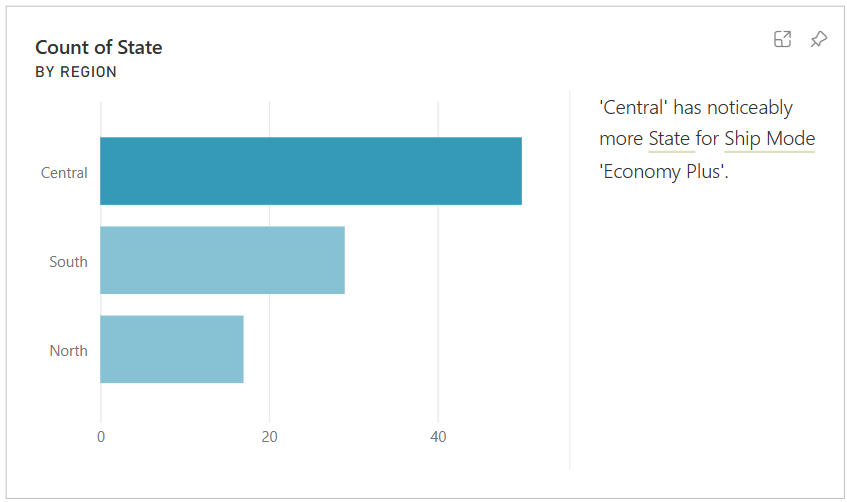 Count of State
BY REGION
'Central' has noticeably
more State for Ship Mode
'Economy Plus'.
Central
South
North
0 20 40